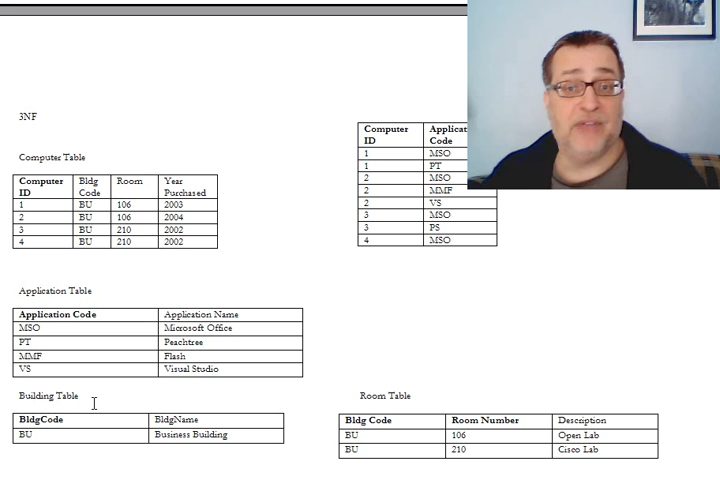 3NF
Computer Table
Computer ID Bldg Code Room Year Purchased
1 BU 106 2003
2 BU 106 2004
3 BU 210 2002
4 BU 210 2002
Computer ID Code
1 MSO
1 PT
2 MSO
2 MMF
2 VS
3 MSO
3 PS
4 MSO
Application Table
Application Code Application Name
MSO Microsoft Office
PT Peachtree
MMF Flash
VS Visual Studio
Building Table
BldgCode BldgName
BU Business Building
Room Table
Bldg Code Room Number Description
BU 106 Open Lab
BU 210 Cisco Lab